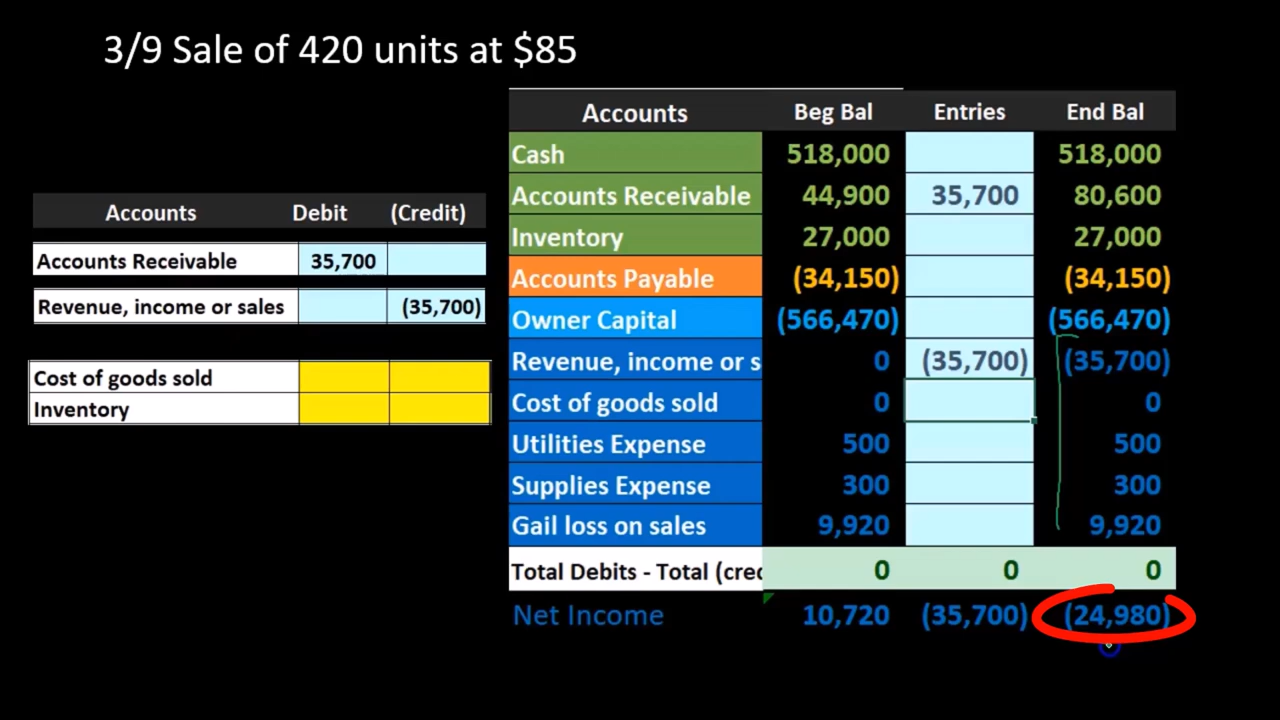 3/9 Sale of 420 units at $85
Accounts Debit (Credit)
Accounts Receivable 35,700
Revenue, income or sales (35,700)
Cost of goods sold
Inventory
Accounts Beg Bal Entries End Bal
Cash 518,000 518,000
Accounts Receivable 44,900 35,700 80,600
Inventory 27,000 27,000
Accounts Payable (34,150) (34,150)
Owner Capital (566,470) (566,470)
Revenue, income or s 0 (35,700) (35,700)
Cost of goods sold 0 0
Utilities Expense 500 500
Supplies Expense 300 300
Gail loss on sales 9,920 9,920
Total Debits - Total (cred 0 0 0
Net Income 10,720 (35,700) (24,980)